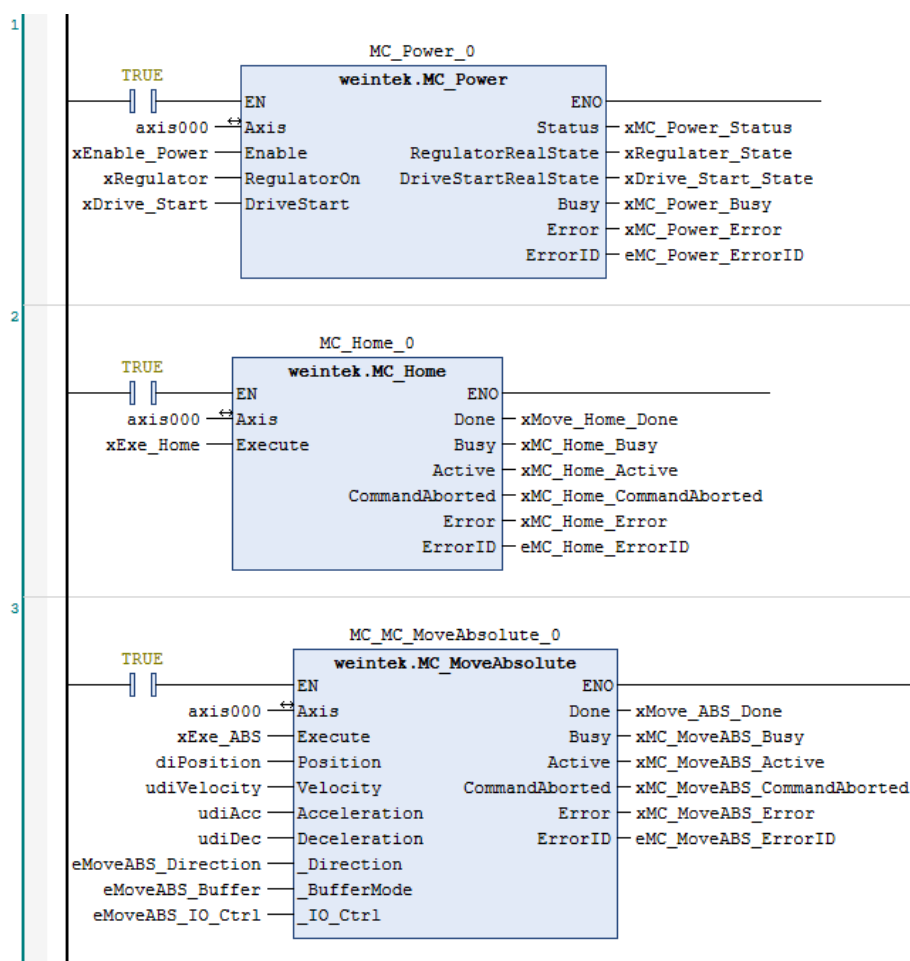 1
MC_Power_0
TRUE weintek.MC_Power
EN ENO
axis000 Axis Status xMC_Power_Status
xEnable_Power Enable RegulatorRealState xRegulater_State
xRegulator RegulatorOn DriveStartRealState xDrive_Start_State
xDrive_Start DriveStart Busy xMC_Power_Busy
Error xMC_Power_Error
ErrorID eMC_Power_ErrorID
2
MC_Home_0
TRUE weintek.MC_Home
EN ENO
axis000 Axis Done xMove_Home_Done
xExe_Home Execute Busy xMC_Home_Busy
Active xMC_Home_Active
CommandAborted xMC_Home_CommandAborted
Error xMC_Home_Error
ErrorID eMC_Home_ErrorID
3
MC_MC_MoveAbsolute_0
TRUE weintek.MC_MoveAbsolute
EN ENO
axis000 Axis Done xMove_ABS_Done
xExe_ABS Execute Busy xMC_MoveABS_Busy
diPosition Position Active xMC_MoveABS_Active
udiVelocity Velocity CommandAborted xMC_MoveABS_CommandAborted
udiAcc Acceleration Error xMC_MoveABS_Error
udiDec Deceleration ErrorID eMC_MoveABS_ErrorID
eMoveABS_Direction _Direction
eMoveABS_Buffer _BufferMode
eMoveABS_IO_Ctrl _IO_Ctrl